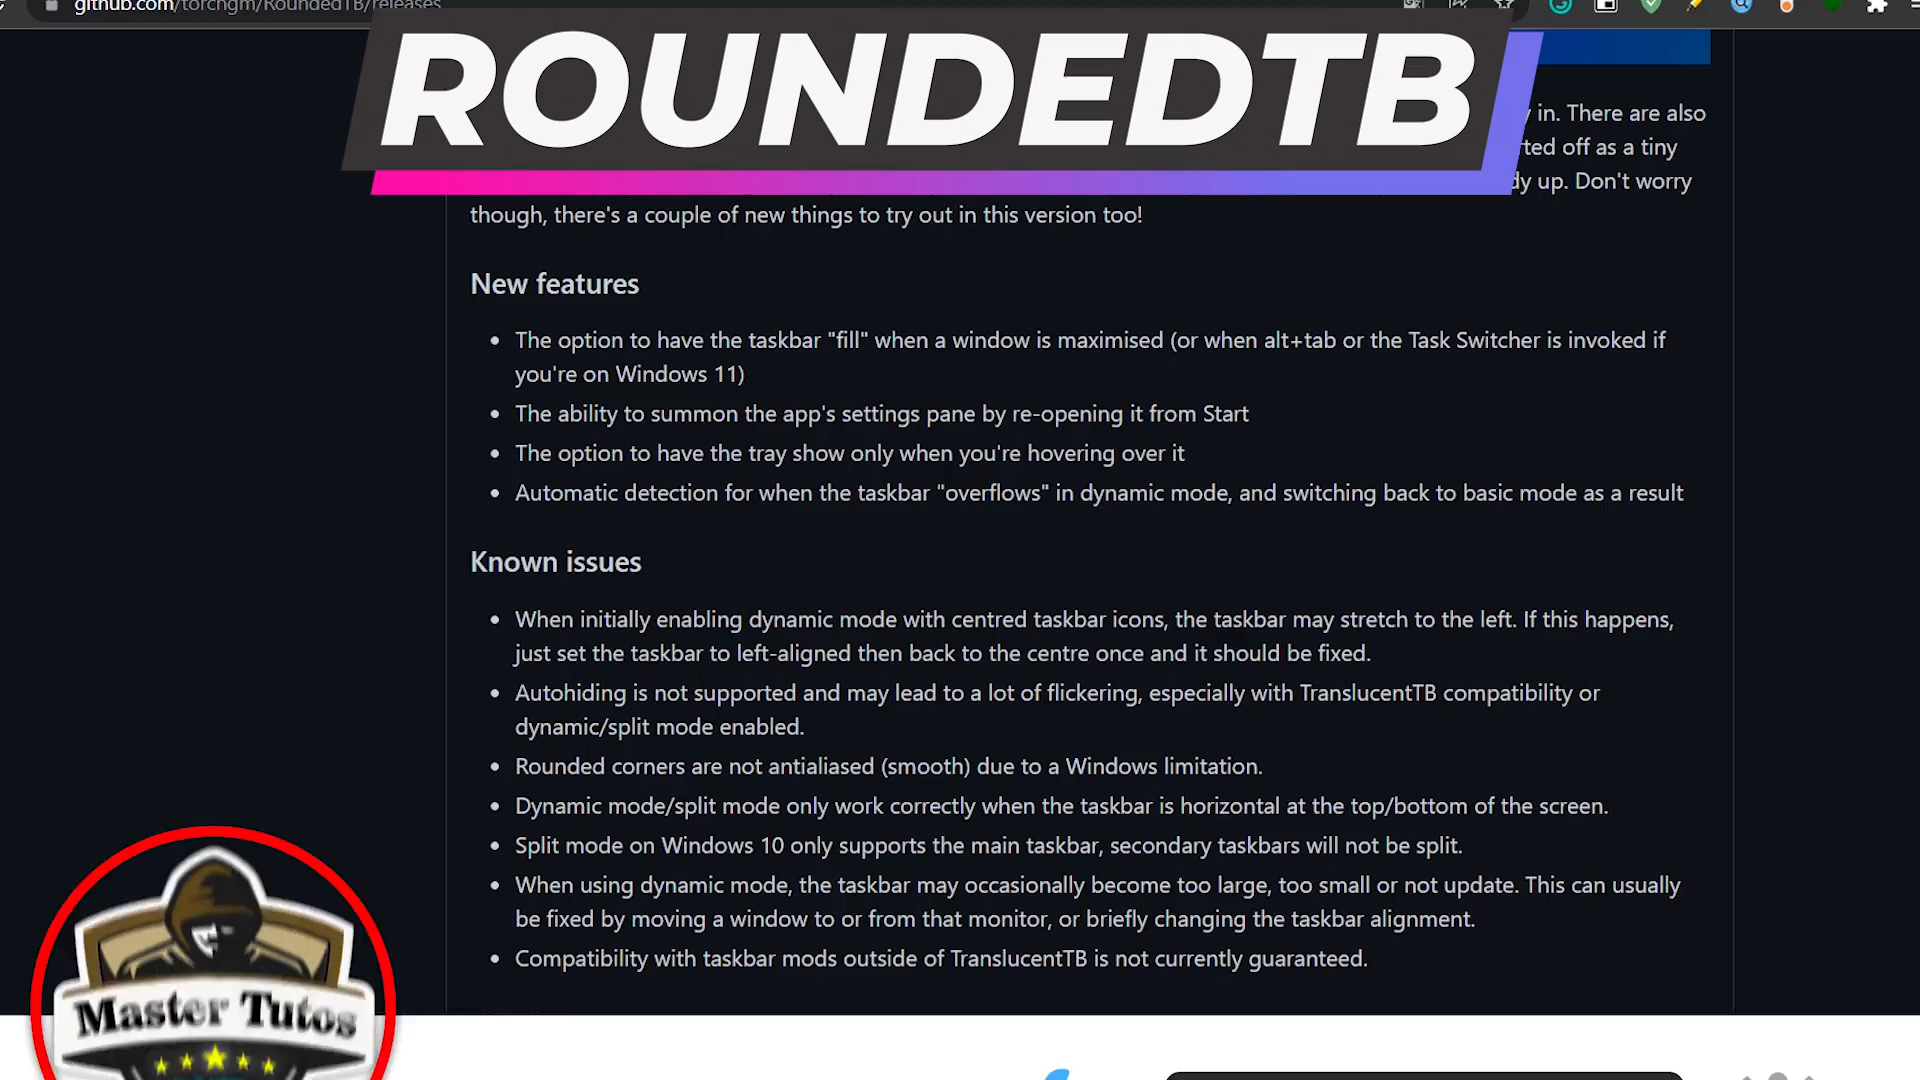 github.com/torchgm/RoundedTB/releases
ROUNDEDTB
in. There are also
off as a tiny
up. Don't worry
though, there's a couple of new things to try out in this version too!
New features
• The option to have the taskbar "fill" when a window is maximised (or when alt+tab or the Task Switcher is invoked if
you're on Windows 11)
• The ability to summon the app's settings pane by re-opening it from Start
• The option to have the tray show only when you're hovering over it
• Automatic detection for when the taskbar "overflows" in dynamic mode, and switching back to basic mode as a result
Known issues
• When initially enabling dynamic mode with centred taskbar icons, the taskbar may stretch to the left. If this happens,
just set the taskbar to left-aligned then back to the centre once and it should be fixed.
• Autohiding is not supported and may lead to a lot of flickering, especially with TranslucentTB compatibility or
dynamic/split mode enabled.
• Rounded corners are not antialiased (smooth) due to a Windows limitation.
• Dynamic mode/split mode only work correctly when the taskbar is horizontal at the top/bottom of the screen.
• Split mode on Windows 10 only supports the main taskbar, secondary taskbars will not be split.
• When using dynamic mode, the taskbar may occasionally become too large, too small or not update. This can usually
be fixed by moving a window to or from that monitor, or briefly changing the taskbar alignment.
• Compatibility with taskbar mods outside of TranslucentTB is not currently guaranteed.
Master Tutos